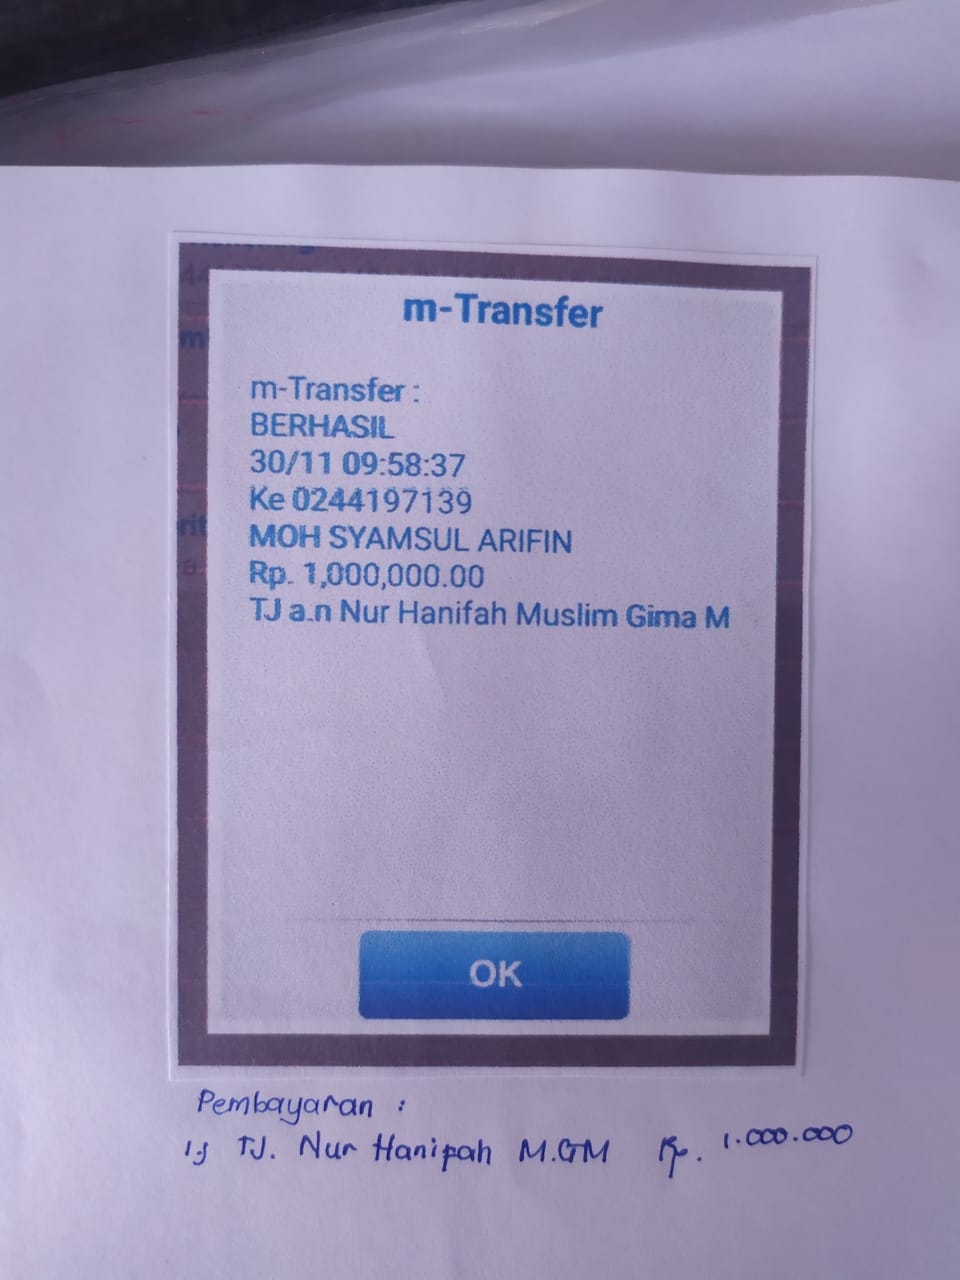 m-Transfer
m-Transfer :
BERHASIL
30/11 09:58:37
Ke 0244197139
MOH SYAMSUL ARIFIN
Rp. 1,000,000.00
TJ a.n Nur Hanifah Muslim Gima M
OK
Pembayaran :
1.) TJ. Nur Hanifah M.GM Rp. 1.000.000